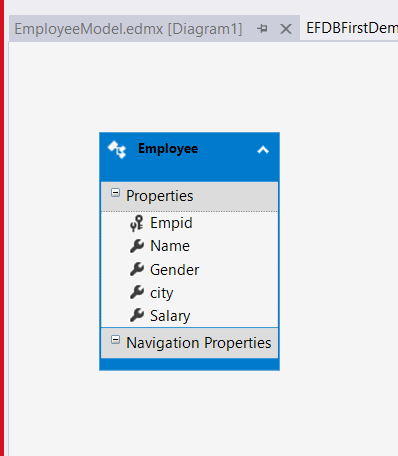 EmployeeModel.edmx [Diagram1] EFDBFirstDem
Employee
Properties
Empid
Name
Gender
city
Salary
Navigation Properties